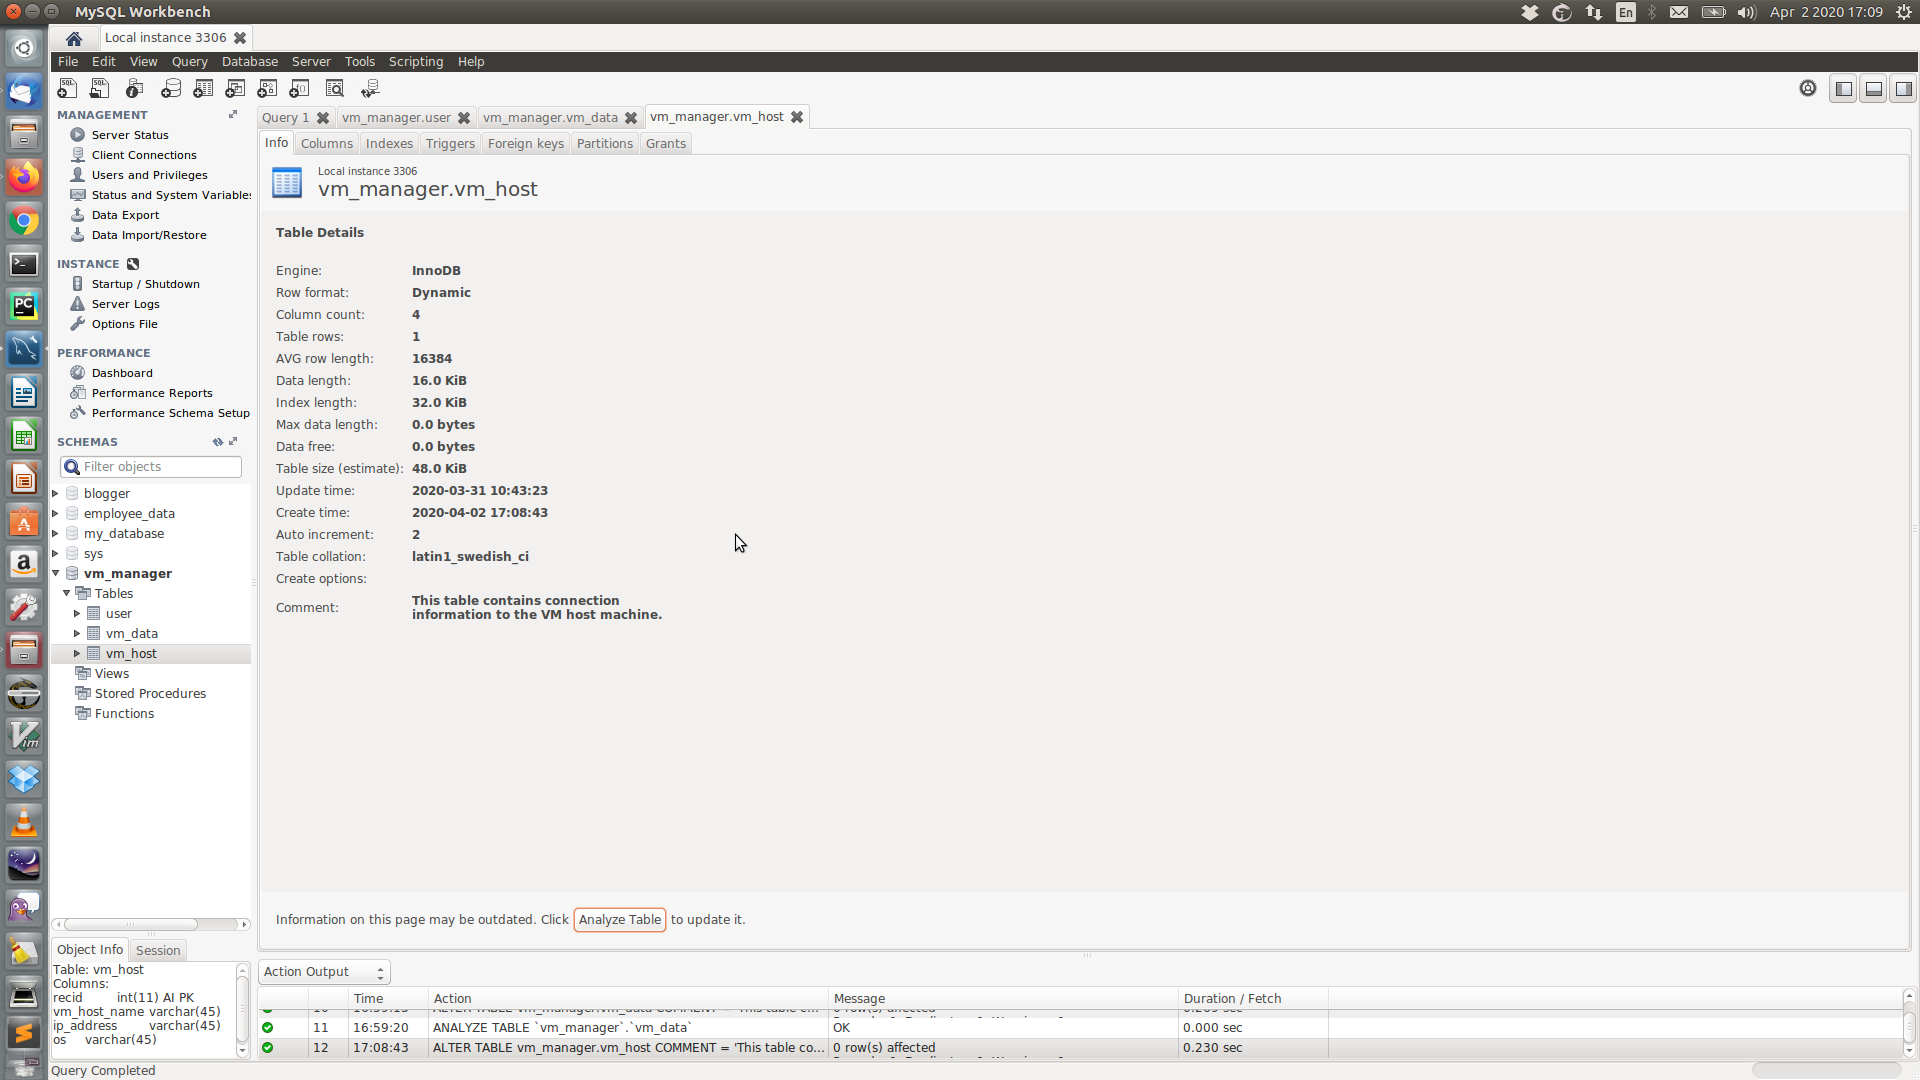 MySQL Workbench
En
Apr 2 2020 17:09
Local instance 3306
File Edit View Query Database Server Tools Scripting Help
MANAGEMENT
Server Status
Client Connections
Users and Privileges
Status and System Variables
Data Export
Data Import/Restore
INSTANCE
Startup / Shutdown
Server Logs
Options File
PERFORMANCE
Dashboard
Performance Reports
Performance Schema Setup
SCHEMAS
Filter objects
blogger
employee_data
my_database
sys
vm_manager
Tables
user
vm_data
vm_host
Views
Stored Procedures
Functions
Object Info Session
Table: vm_host
Columns:
recid int(11) AI PK
vm_host_name varchar(45)
ip_address varchar(45)
os varchar(45)
Query 1 vm_manager.user vm_manager.vm_data vm_manager.vm_host
Info Columns Indexes Triggers Foreign keys Partitions Grants
Local instance 3306
vm_manager.vm_host
Table Details
Engine: InnoDB
Row format: Dynamic
Column count: 4
Table rows: 1
AVG row length: 16384
Data length: 16.0 KiB
Index length: 32.0 KiB
Max data length: 0.0 bytes
Data free: 0.0 bytes
Table size (estimate): 48.0 KiB
Update time: 2020-03-31 10:43:23
Create time: 2020-04-02 17:08:43
Auto increment: 2
Table collation: latin1_swedish_ci
Create options:
Comment: This table contains connection
information to the VM host machine.
Information on this page may be outdated. Click Analyze Table to update it.
Action Output
Time Action Message Duration / Fetch
11 16:59:20 ANALYZE TABLE `vm_manager`.`vm_data` OK 0.000 sec
12 17:08:43 ALTER TABLE vm_manager.vm_host COMMENT = 'This table co... 0 row(s) affected 0.230 sec
Query Completed